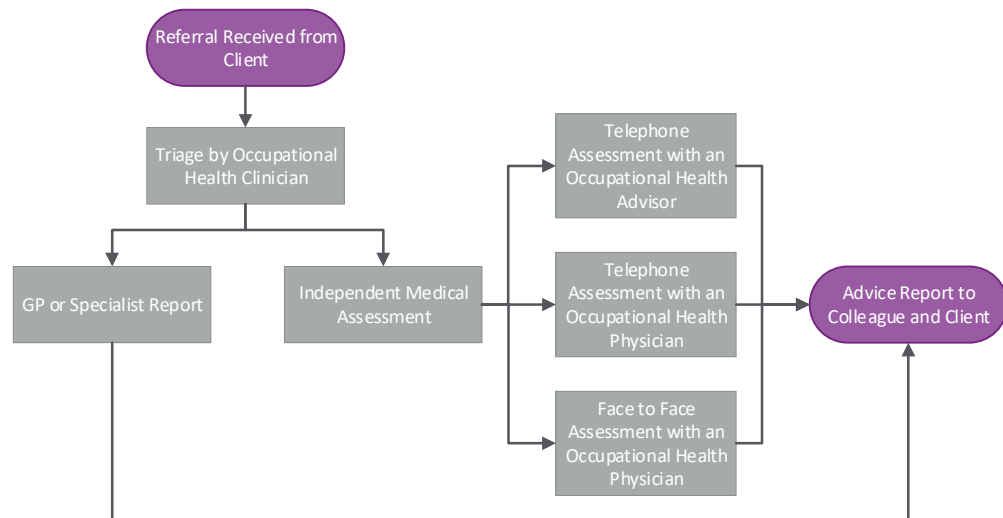 Referral Received from
Client
Triage by Occupational
Health Clinician
GP or Specialist Report
Independent Medical
Assessment
Telephone
Assessment with an
Occupational Health
Advisor
Telephone
Assessment with an
Occupational Health
Physician
Face to Face
Assessment with an
Occupational Health
Physician
Advice Report to
Colleague and Client